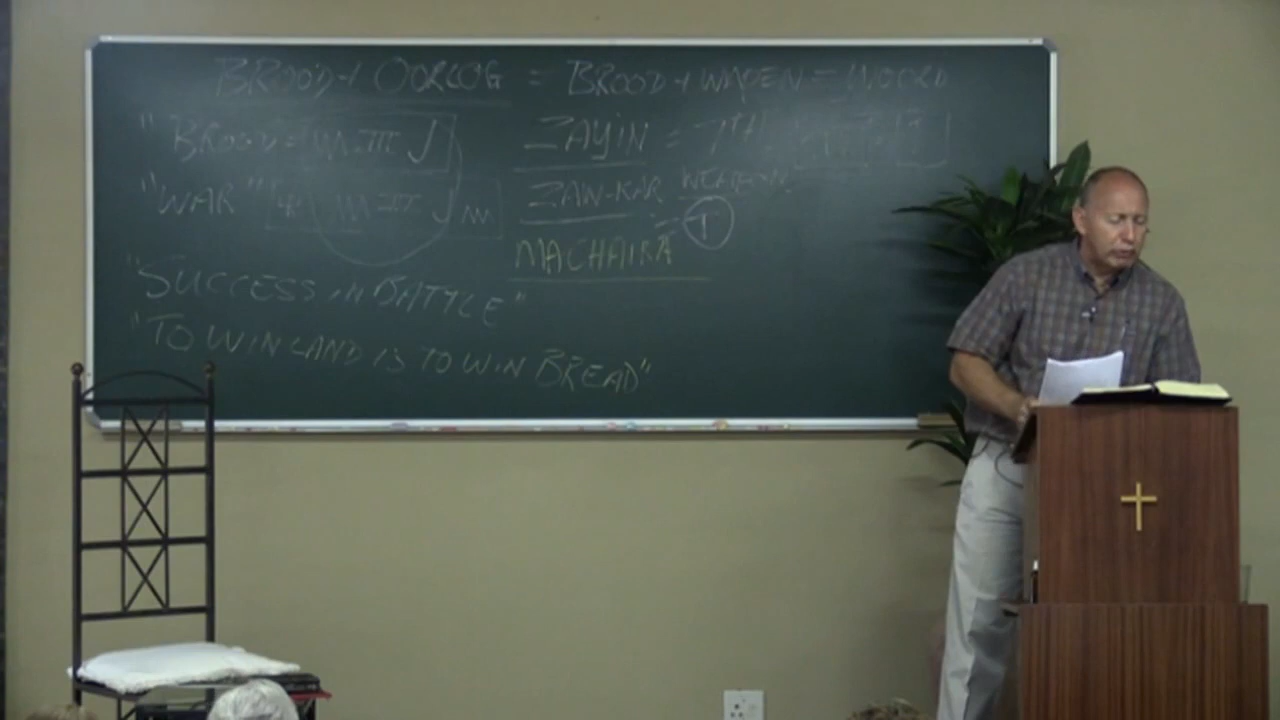 BROOD + OORLOG = BROOD + WAPEN = WOORD
"BROOD =
ZAYIN = 7TH
"WAR"
ZAN-KAR WEAPON
= T
MACHAIRA
"SUCCESS IN BATTLE"
"TO WIN LAND IS TO WIN BREAD"